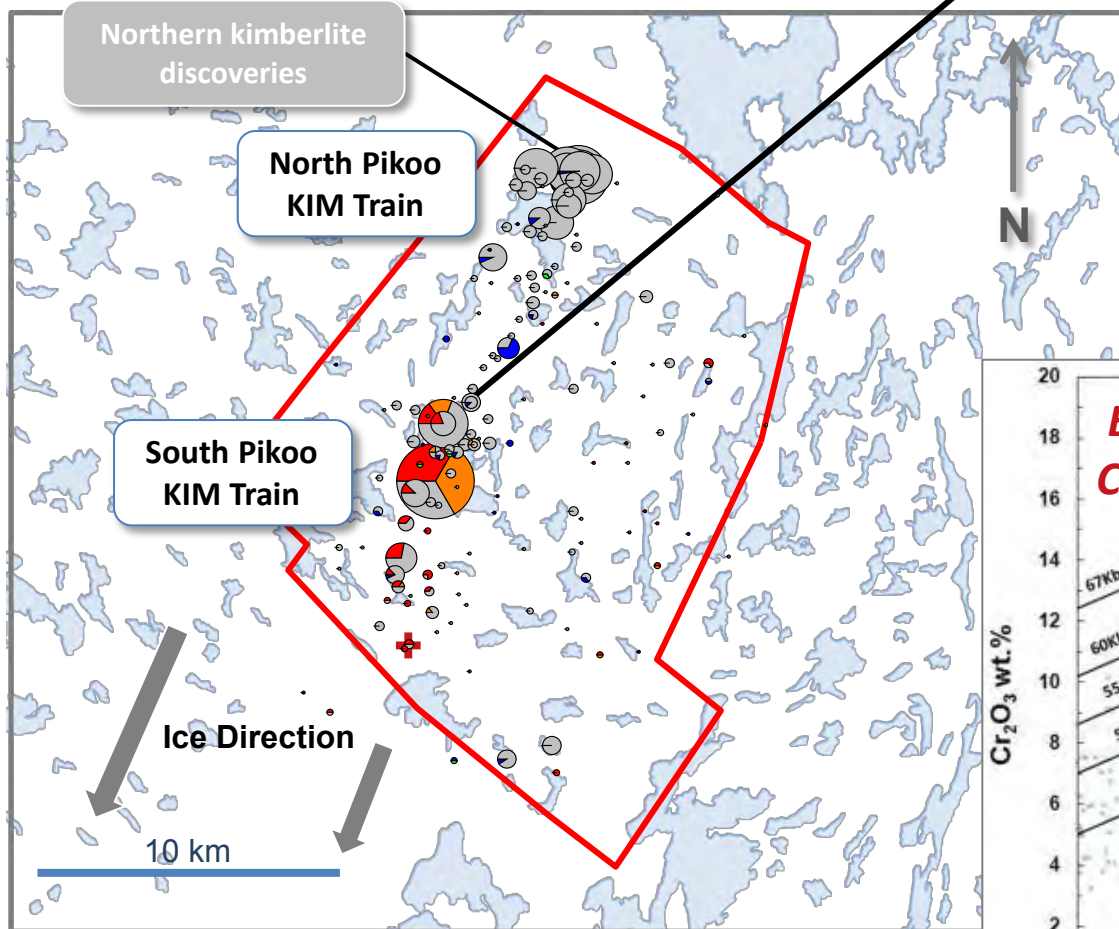 Northern kimberlite
discoveries
North Pikoo
KIM Train
N
South Pikoo
KIM Train
Ice Direction
10 km
20
18
16
14
12
10
8
6
4
2
Cr₂O₃ wt.%
67Kb
60K
55